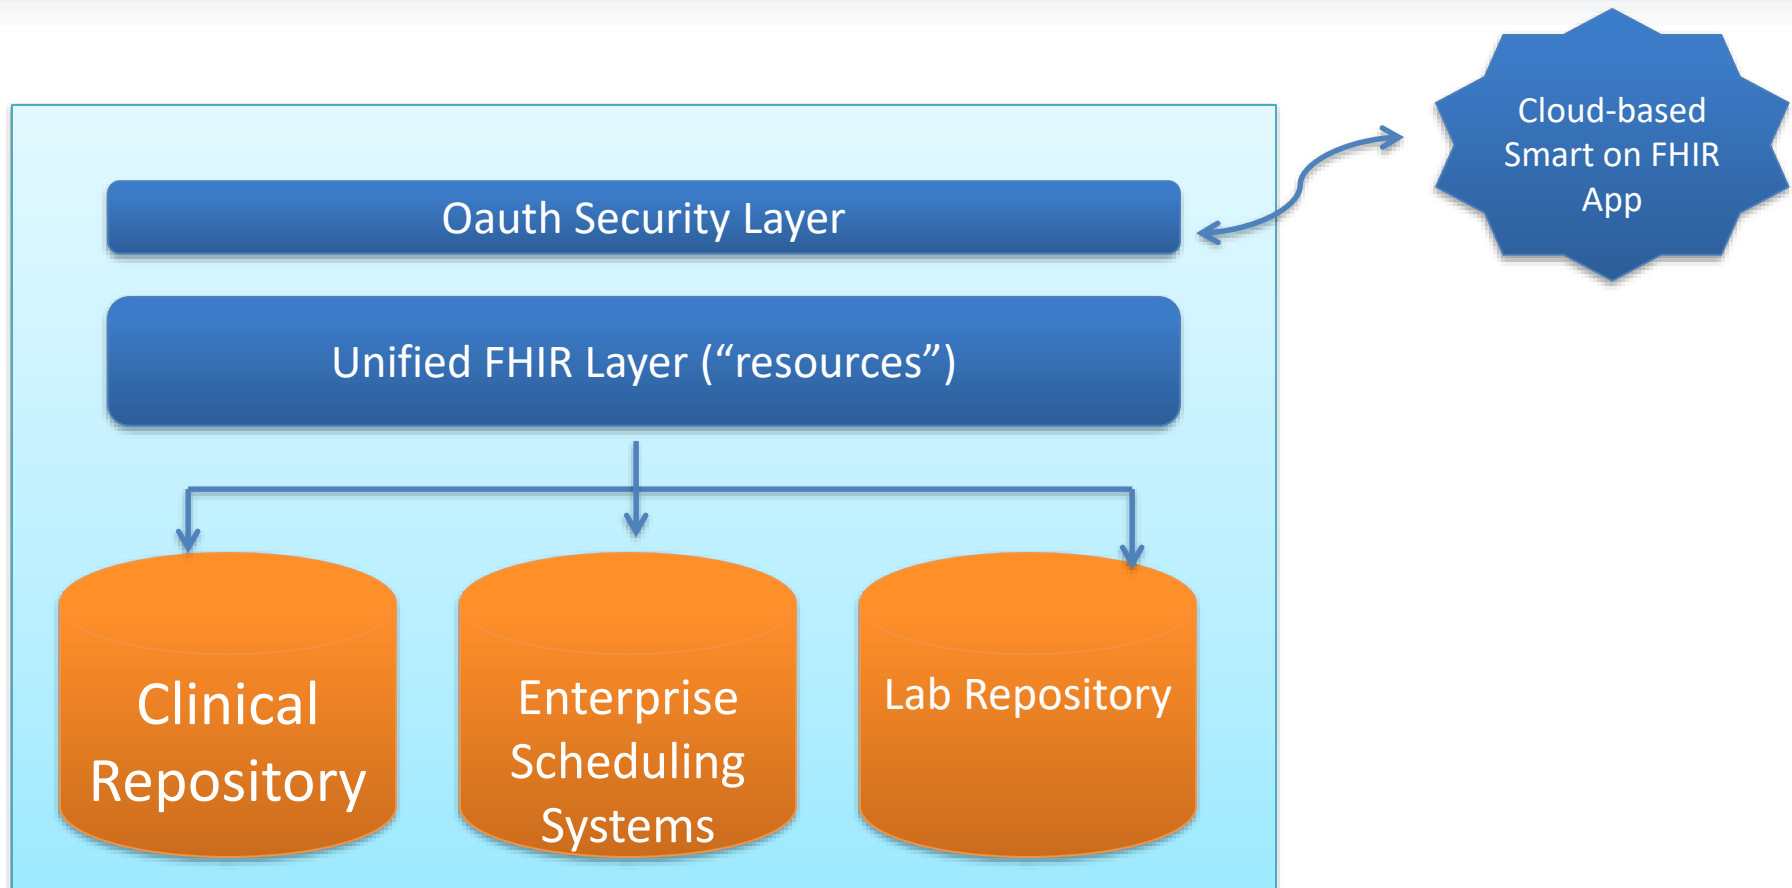 Cloud-based
Smart on FHIR
App
Oauth Security Layer
Unified FHIR Layer (“resources”)
Clinical
Repository
Enterprise
Scheduling
Systems
Lab Repository